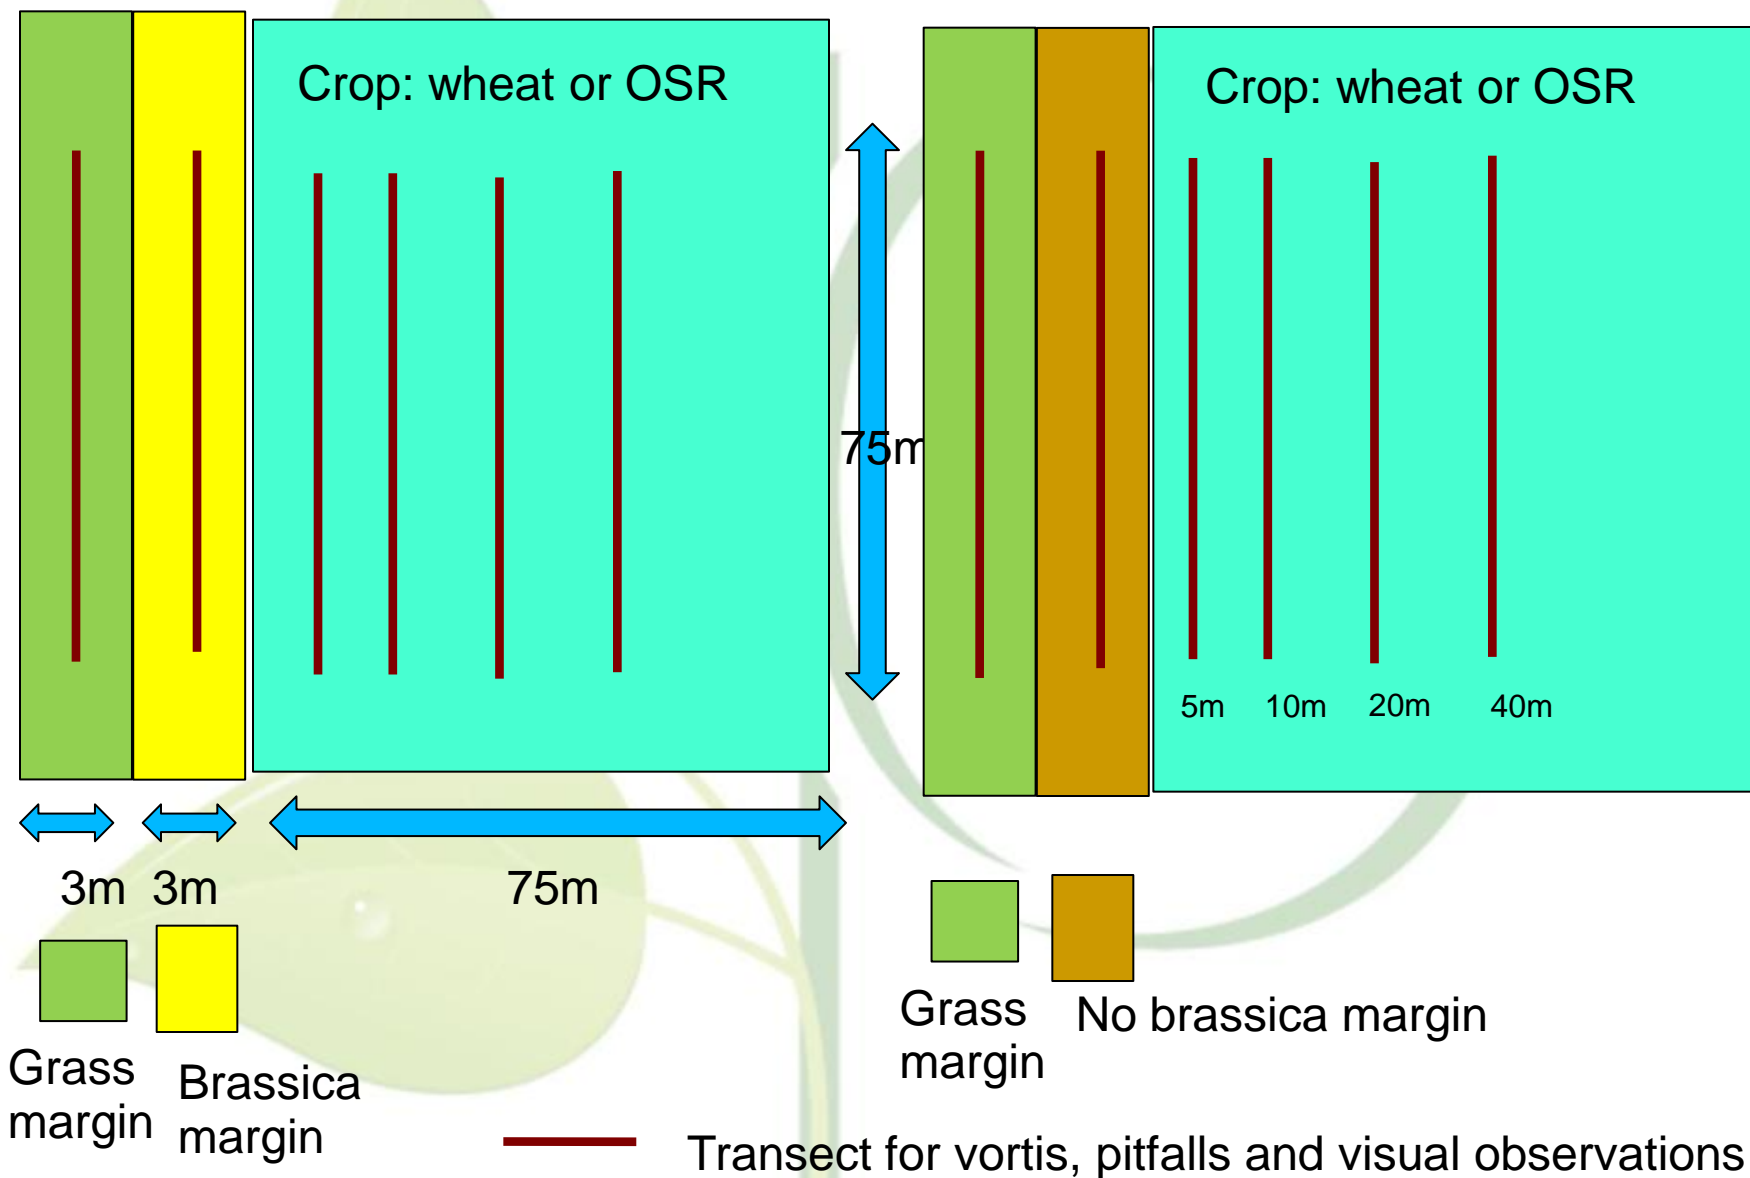 Crop: wheat or OSR
Crop: wheat or OSR
75m
5m
10m
20m
40m
3m
3m
75m
Grass
margin
Brassica
margin
Grass
margin
No brassica margin
Transect for vortis, pitfalls and visual observations